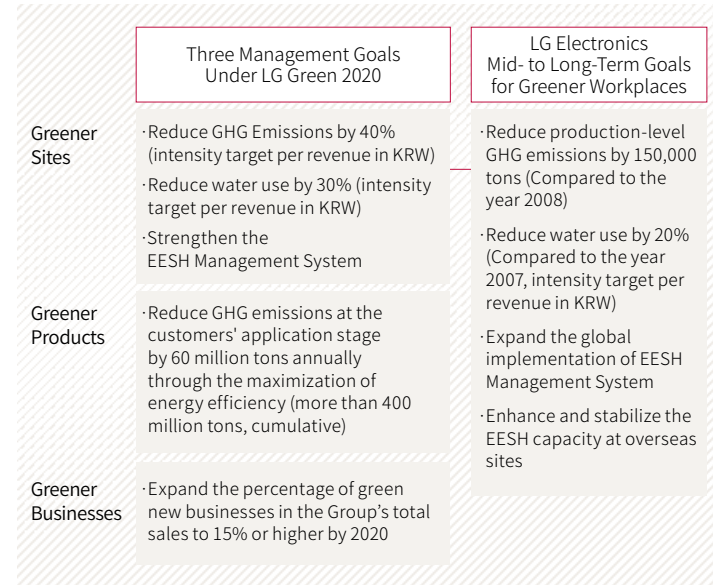 Three Management Goals
Under LG Green 2020
LG Electronics
Mid- to Long-Term Goals
for Greener Workplaces
Greener
Sites
·Reduce GHG Emissions by 40%
(intensity target per revenue in KRW)
·Reduce water use by 30% (intensity
target per revenue in KRW)
·Strengthen the
EESH Management System
Greener
Products
·Reduce GHG emissions at the
customers' application stage
by 60 million tons annually
through the maximization of
energy efficiency (more than 400
million tons, cumulative)
Greener
Businesses
·Expand the percentage of green
new businesses in the Group's total
sales to 15% or higher by 2020
·Reduce production-level
GHG emissions by 150,000
tons (Compared to the
year 2008)
·Reduce water use by 20%
(Compared to the year
2007, intensity target per
revenue in KRW)
·Expand the global
implementation of EESH
Management System
·Enhance and stabilize the
EESH capacity at overseas
sites